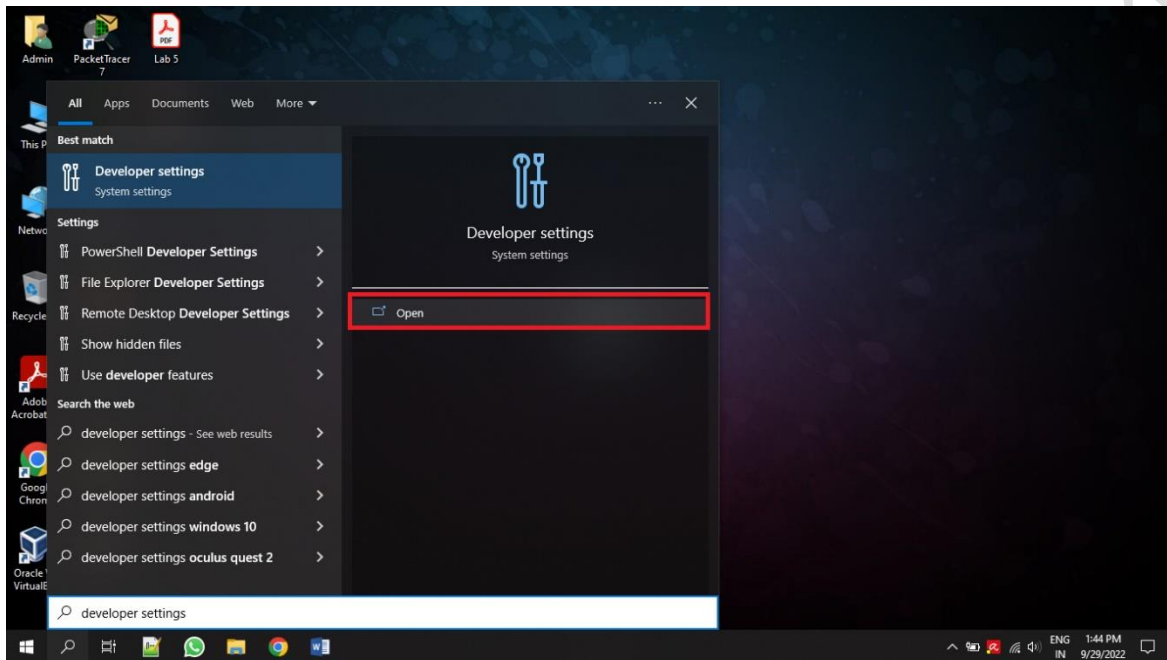 Admin
PacketTracer
7
PDF
Lab 5
All Apps Documents Web More
This P
Best match
Developer settings
System settings
Netwo
Settings
PowerShell Developer Settings
File Explorer Developer Settings
Recycle
Remote Desktop Developer Settings
Show hidden files
Use developer features
Adob
Acrobat
Search the web
developer settings - See web results
developer settings edge
Googl
Chron
developer settings android
developer settings windows 10
developer settings oculus quest 2
Oracle
VirtualB
developer settings
Developer settings
System settings
Open
ENG
IN
1:44 PM
9/29/2022